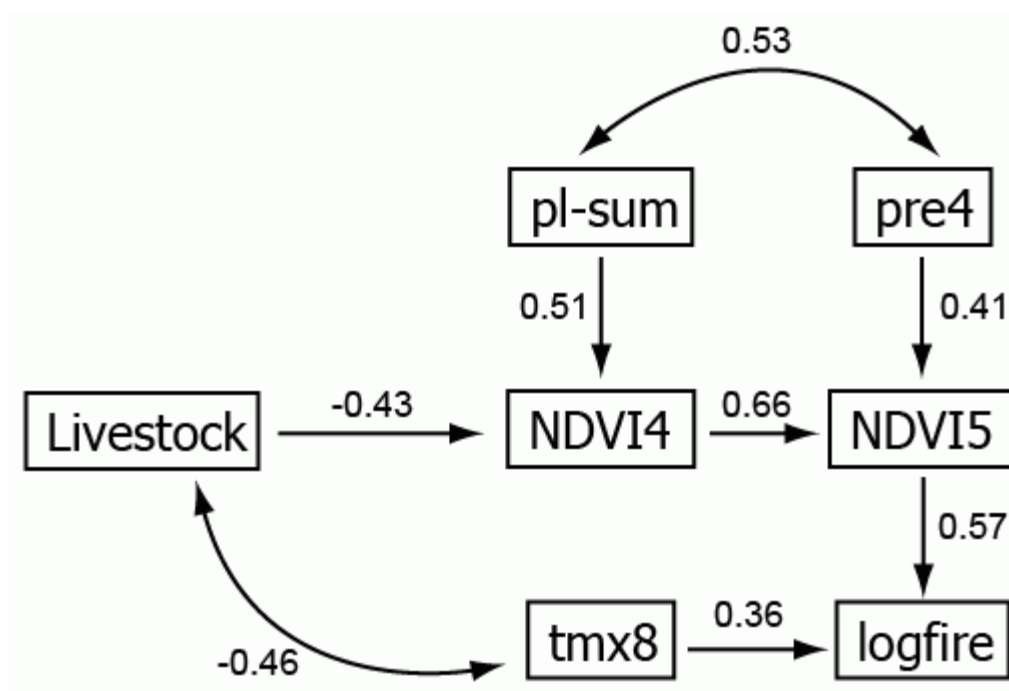 0.53
pl-sum
pre4
0.51
0.41
Livestock
-0.43
NDVI4
0.66
NDVI5
0.57
-0.46
tmx8
0.36
logfire